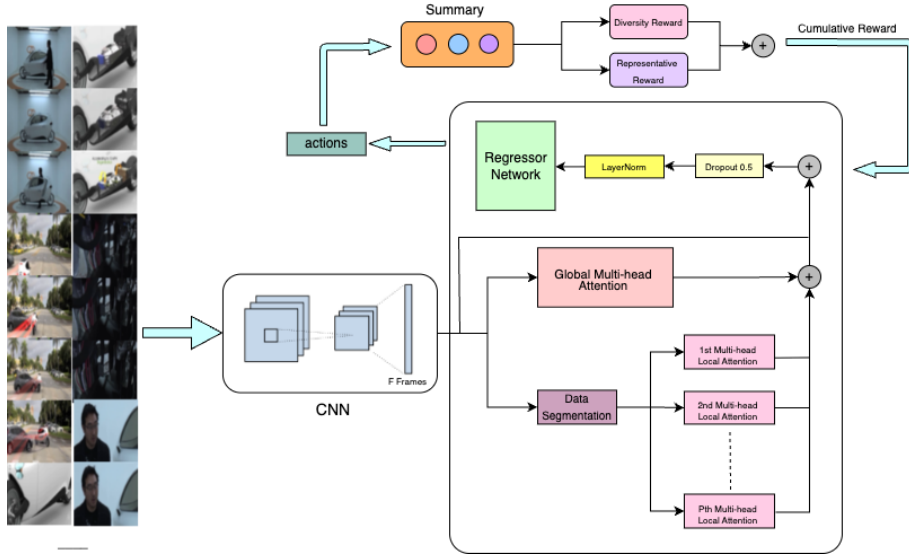 Summary
Diversity Reward
Representative
Reward
+
Cumulative Reward
actions
Regressor
Network
LayerNorm
Dropout 0.5
+
Global Multi-head
Attention
+
F Frames
CNN
Data
Segmentation
1st Multi-head
Local Attention
2nd Multi-head
Local Attention
Pth Multi-head
Local Attention